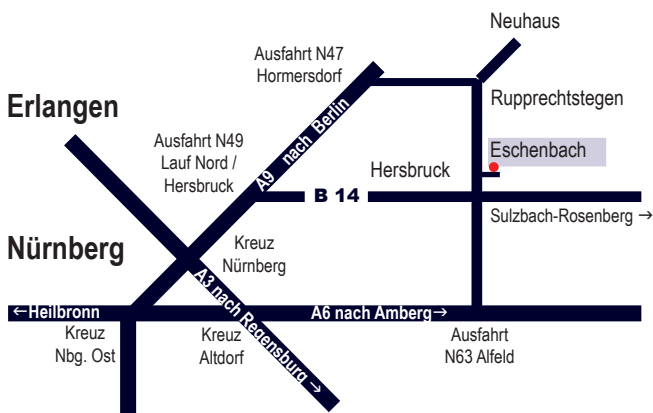 Neuhaus
Ausfahrt N47
Hormersdorf
Erlangen
Rupprechtstegen
Ausfahrt N49
Lauf Nord /
Hersbruck
A9 nach Berlin
Eschenbach
Hersbruck
B 14
Sulzbach-Rosenberg →
Nürnberg
Kreuz
Nürnberg
A3 nach Regensburg →
←Heilbronn
A6 nach Amberg→
Kreuz
Nbg. Ost
Kreuz
Altdorf
Ausfahrt
N63 Alfeld